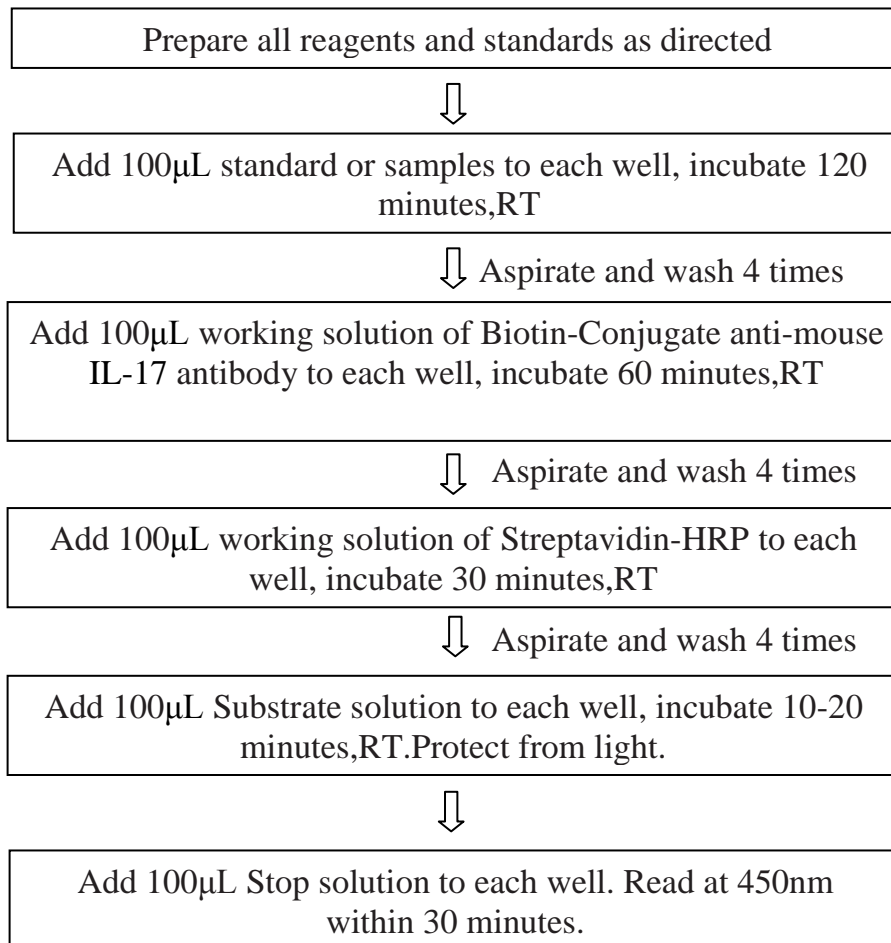 Prepare all reagents and standards as directed
Add 100μL standard or samples to each well, incubate 120
minutes,RT
Aspirate and wash 4 times
Add 100μL working solution of Biotin-Conjugate anti-mouse
IL-17 antibody to each well, incubate 60 minutes,RT
Aspirate and wash 4 times
Add 100μL working solution of Streptavidin-HRP to each
well, incubate 30 minutes,RT
Aspirate and wash 4 times
Add 100μL Substrate solution to each well, incubate 10-20
minutes,RT.Protect from light.
Add 100μL Stop solution to each well. Read at 450nm
within 30 minutes.